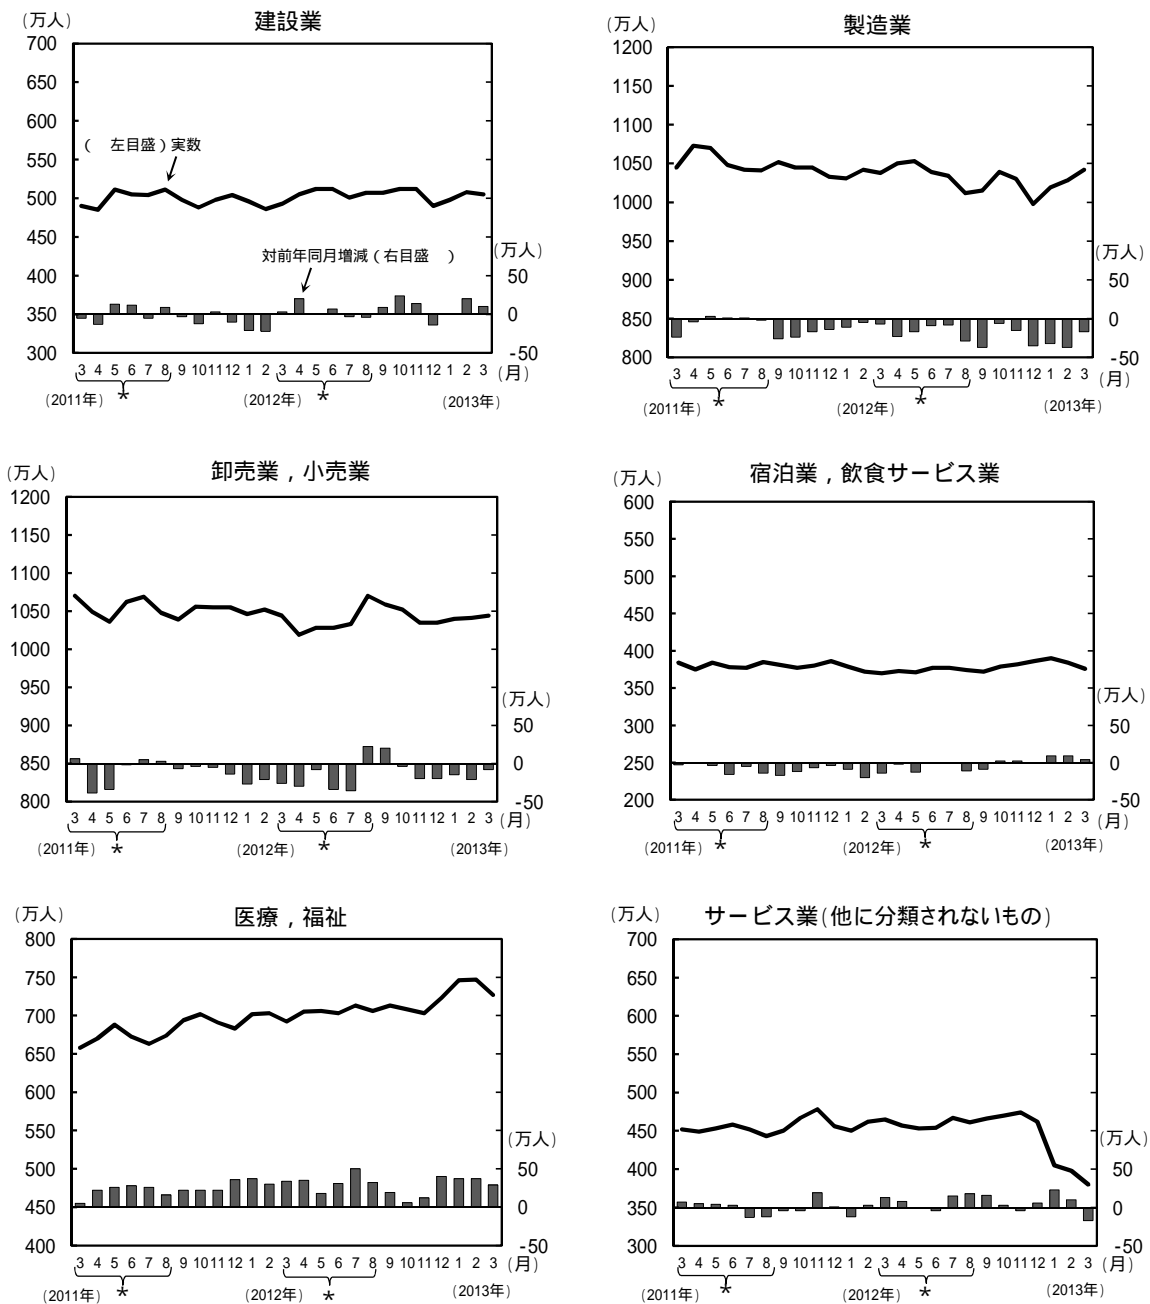 (万人)
建設業
700
650
600
550
500
450
400
350
300
( 左目盛)実数
対前年同月増減(右目盛 )
(万人)
50
0
-50
3 4 5 6 7 8 9 10 11 12 1 2 3 4 5 6 7 8 9 10 11 12 1 2 3 (月)
(2011年) * (2012年) * (2013年)
(万人)
製造業
1200
1150
1100
1050
1000
950
900
850
800
(万人)
50
0
-50
3 4 5 6 7 8 9 10 11 12 1 2 3 4 5 6 7 8 9 10 11 12 1 2 3 (月)
(2011年) * (2012年) * (2013年)
(万人)
卸売業,小売業
1200
1150
1100
1050
1000
950
900
850
800
(万人)
50
0
-50
3 4 5 6 7 8 9 10 11 12 1 2 3 4 5 6 7 8 9 10 11 12 1 2 3 (月)
(2011年) * (2012年) * (2013年)
(万人)
宿泊業,飲食サービス業
600
550
500
450
400
350
300
250
200
(万人)
50
0
-50
3 4 5 6 7 8 9 10 11 12 1 2 3 4 5 6 7 8 9 10 11 12 1 2 3 (月)
(2011年) * (2012年) * (2013年)
(万人)
医療,福祉
800
750
700
650
600
550
500
450
400
(万人)
50
0
-50
3 4 5 6 7 8 9 10 11 12 1 2 3 4 5 6 7 8 9 10 11 12 1 2 3 (月)
(2011年) * (2012年) * (2013年)
(万人)
サービス業(他に分類されないもの)
700
650
600
550
500
450
400
350
300
(万人)
50
0
-50
3 4 5 6 7 8 9 10 11 12 1 2 3 4 5 6 7 8 9 10 11 12 1 2 3 (月)
(2011年) * (2012年) * (2013年)